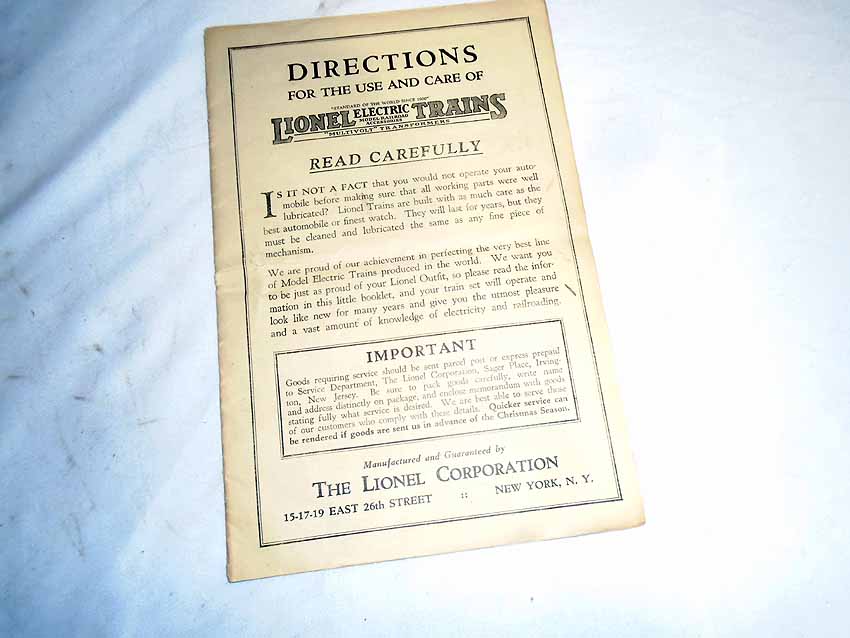 DIRECTIONS
FOR THE USE AND CARE OF
"STANDARD OF THE WORLD SINCE 1900"
LIONEL ELECTRIC TRAINS
MODEL RAILROAD
ACCESSORIES
"MULTIVOLT" TRANSFORMERS
READ CAREFULLY
IS IT NOT A FACT that you would not operate your auto-
mobile before making sure that all working parts were well
lubricated? Lionel Trains are built with as much care as the
best automobile or finest watch. They will last for years, but they
must be cleaned and lubricated the same as any fine piece of
mechanism.
We are proud of our achievement in perfecting the very best line
of Model Electric Trains produced in the world. We want you
to be just as proud of your Lionel Outfit, so please read the infor-
mation in this little booklet, and your train set will operate and
look like new for many years and give you the utmost pleasure
and a vast amount of knowledge of electricity and railroading.
IMPORTANT
Goods requiring service should be sent parcel post or express prepaid
to Service Department, The Lionel Corporation, Sager Place, Irving-
ton, New Jersey. Be sure to pack goods carefully, write name
and address distinctly on package, and enclose memorandum with goods
stating fully what service is desired. We are best able to serve those
of our customers who comply with these details. Quicker service can
be rendered if goods are sent us in advance of the Christmas Season.
Manufactured and Guaranteed by
THE LIONEL CORPORATION
15-17-19 EAST 26th STREET :: NEW YORK, N. Y.